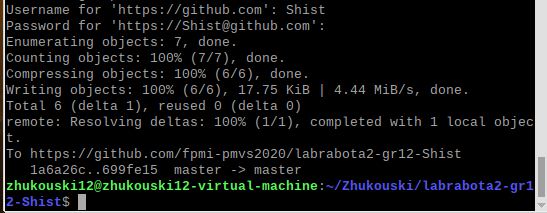 Username for 'https://github.com': Shist
Password for 'https://Shist@github.com':
Enumerating objects: 7, done.
Counting objects: 100% (7/7), done.
Compressing objects: 100% (6/6), done.
Writing objects: 100% (6/6), 17.75 KiB | 4.44 MiB/s, done.
Total 6 (delta 1), reused 0 (delta 0)
remote: Resolving deltas: 100% (1/1), completed with 1 local objec
t.
To https://github.com/fpmi-pmvs2020/labrabota2-gr12-Shist
   1a6a26c..699fe15  master -> master
zhukouski12@zhukouski12-virtual-machine:~/Zhukouski/labrabota2-gr1
2-Shist$